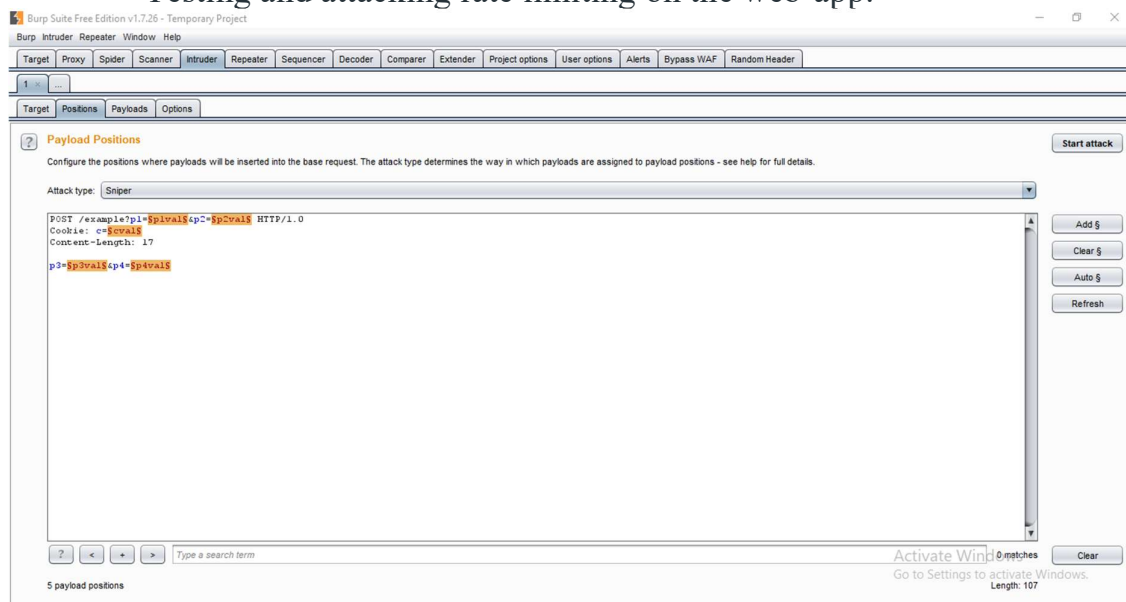 Testing and attacking rate limiting on the web-app.
Burp Suite Free Edition v1.7.26 - Temporary Project
Burp Intruder Repeater Window Help
Target Proxy Spider Scanner Intruder Repeater Sequencer Decoder Comparer Extender Project options User options Alerts Bypass WAF Random Header
1 × ...
Target Positions Payloads Options
? Payload Positions
Start attack
Configure the positions where payloads will be inserted into the base request. The attack type determines the way in which payloads are assigned to payload positions - see help for full details.
Attack type: Sniper
POST /example?p1=§p1val§&p2=§p2val§ HTTP/1.0
Cookie: c=§cval§
Content-Length: 17
p3=§p3val§&p4=§p4val§
Add §
Clear §
Auto §
Refresh
? < + > Type a search term
0 matches
Clear
Activate Windows
Go to Settings to activate Windows.
5 payload positions
Length: 107